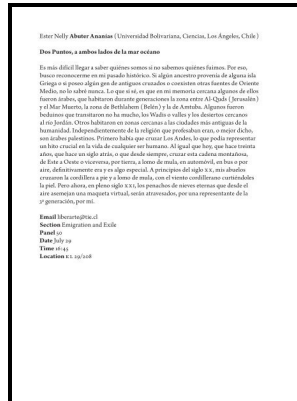 Ester Nelly Abuter Ananías (Universidad Bolivariana, Ciencias, Los Ángeles, Chile)
Dos Puntos, a ambos lados de la mar océano
Es más difícil llegar a saber quiénes somos si no sabemos quiénes fuimos. Por eso,
busco reconocerme en mi pasado histórico. Si algún ancestro provenía de alguna isla
Griega o si poseo algún gen de antiguos cruzados o coexisten otras fuentes de Oriente
Medio, no lo sabré nunca. Lo que sí sé, es que en mi memoria cercana algunos de ellos
fueron árabes, que habitaron durante generaciones la zona entre Al-Quds (Jerusalén)
y el Mar Muerto, la zona de Bethlahem (Belén) y la de Amtuba. Algunos fueron
beduinos que transitaron no ha mucho, los Wadis o valles y los desiertos cercanos
al río Jordán. Otros habitaron en zonas cercanas a las ciudades más antiguas de la
humanidad. Independientemente de la religión que profesaban eran, o mejor dicho,
son árabes palestinos. Primero había que cruzar Los Andes, lo que podía representar
un hito crucial en la vida de cualquier ser humano. Al igual que hoy, que hace treinta
años, que hace un siglo atrás, o que desde siempre, cruzar esta cadena montañosa,
de Este a Oeste o viceversa, por tierra, a lomo de mula, en automóvil, en bus o por
aire, definitivamente era y es algo especial. A principios del siglo XX, mis abuelos
cruzaron la cordillera a pie y a lomo de mula, con el viento cordillerano curtiéndoles
la piel. Pero ahora, en pleno siglo XXI, los penachos de nieves eternas que desde el
aire asemejan una maqueta virtual, serán atravesados, por una representante de la
3ª generación, por mí.
Email liberarte@tie.cl
Section Emigration and Exile
Panel 50
Date July 29
Time 16:45
Location KL 29/208